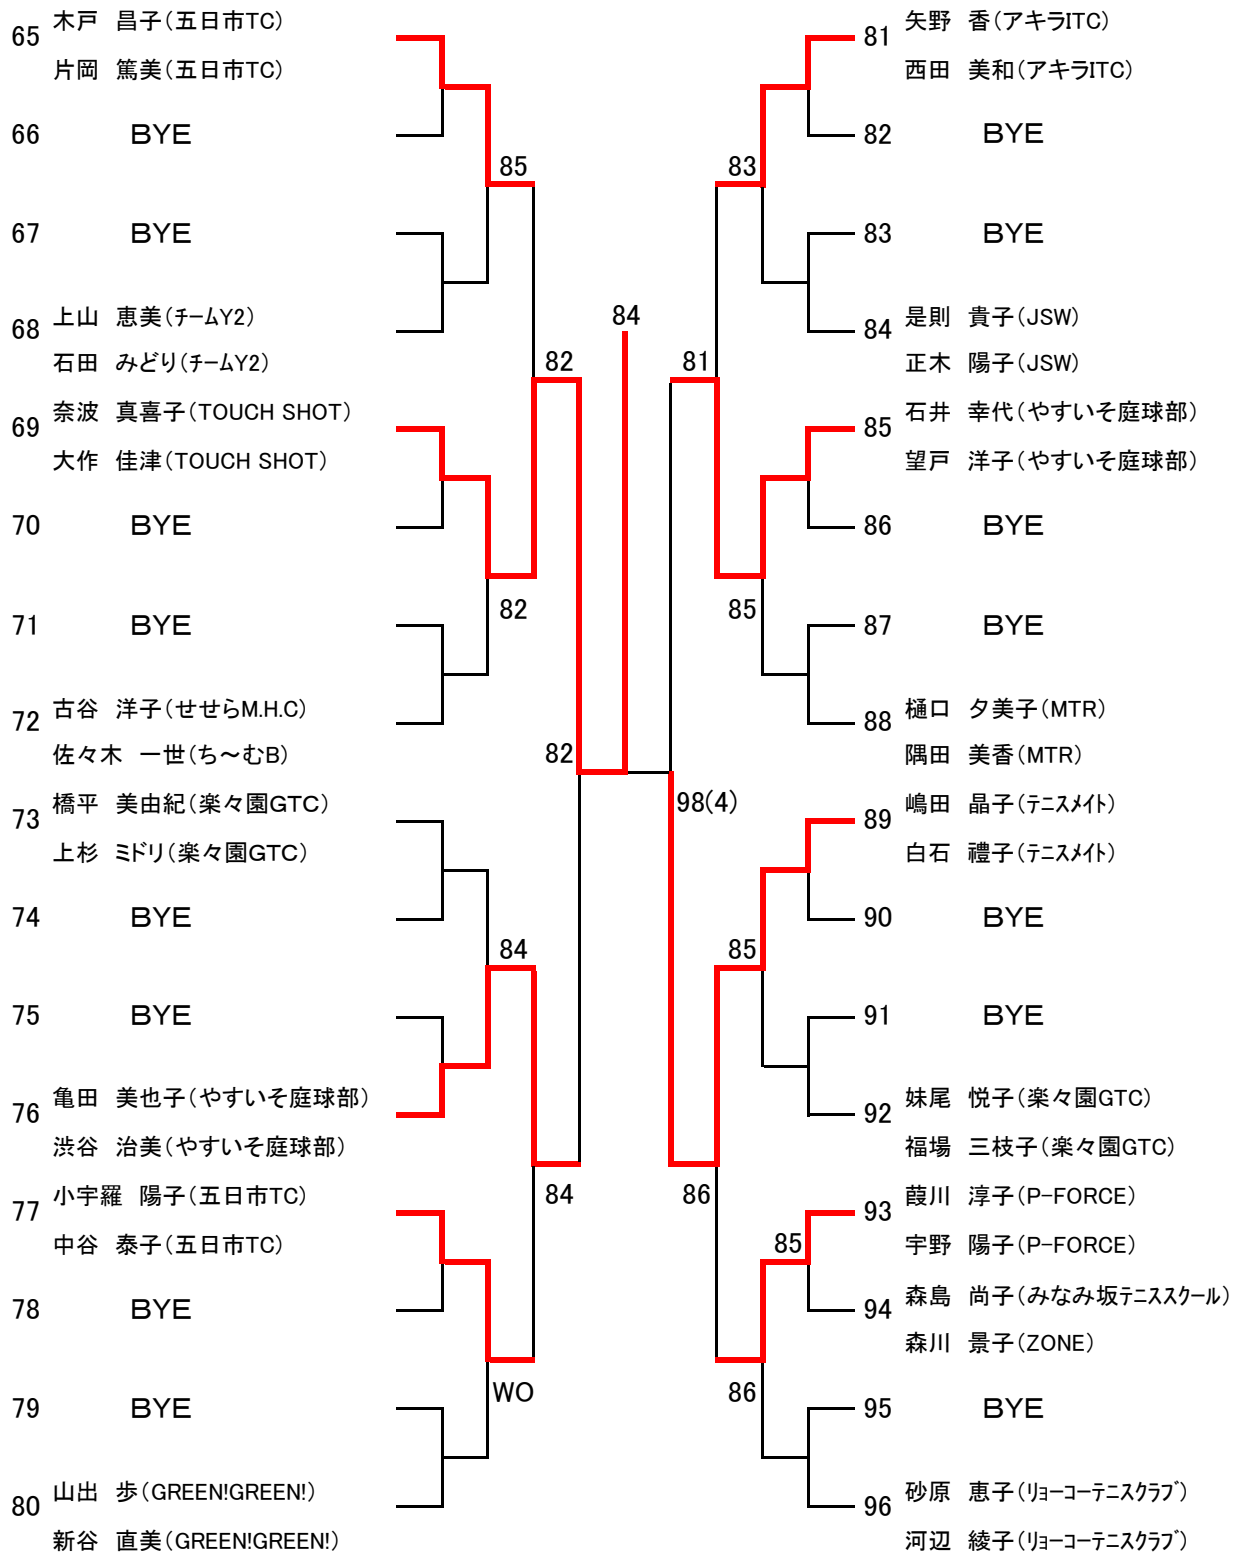 65 木戸 昌子(五日市TC)
片岡 篤美(五日市TC)
66 BYE
85
67 BYE
68 上山 恵美(チームY2)
石田 みどり(チームY2)
82
69 奈波 真喜子(TOUCH SHOT)
大作 佳津(TOUCH SHOT)
70 BYE
82
71 BYE
72 古谷 洋子(せせらM.H.C)
佐々木 一世(ち～むB)
82
73 橋平 美由紀(楽々園GTC)
上杉 ミドリ(楽々園GTC)
74 BYE
84
75 BYE
76 亀田 美也子(やすいそ庭球部)
渋谷 治美(やすいそ庭球部)
84
77 小宇羅 陽子(五日市TC)
中谷 泰子(五日市TC)
78 BYE
WO
79 BYE
80 山出 歩(GREEN!GREEN!)
新谷 直美(GREEN!GREEN!)
84
81 矢野 香(アキラITC)
西田 美和(アキラITC)
82 BYE
83
83 BYE
84 是則 貴子(JSW)
正木 陽子(JSW)
81
85 石井 幸代(やすいそ庭球部)
望戸 洋子(やすいそ庭球部)
86 BYE
85
87 BYE
88 樋口 夕美子(MTR)
隅田 美香(MTR)
98(4)
89 嶋田 晶子(テニスメイト)
白石 禮子(テニスメイト)
90 BYE
85
91 BYE
92 妹尾 悦子(楽々園GTC)
福場 三枝子(楽々園GTC)
86
93 葭川 淳子(P-FORCE)
宇野 陽子(P-FORCE)
85
94 森島 尚子(みなみ坂テニススクール)
森川 景子(ZONE)
86
95 BYE
96 砂原 恵子(リョーコーテニスクラブ)
河辺 綾子(リョーコーテニスクラブ)